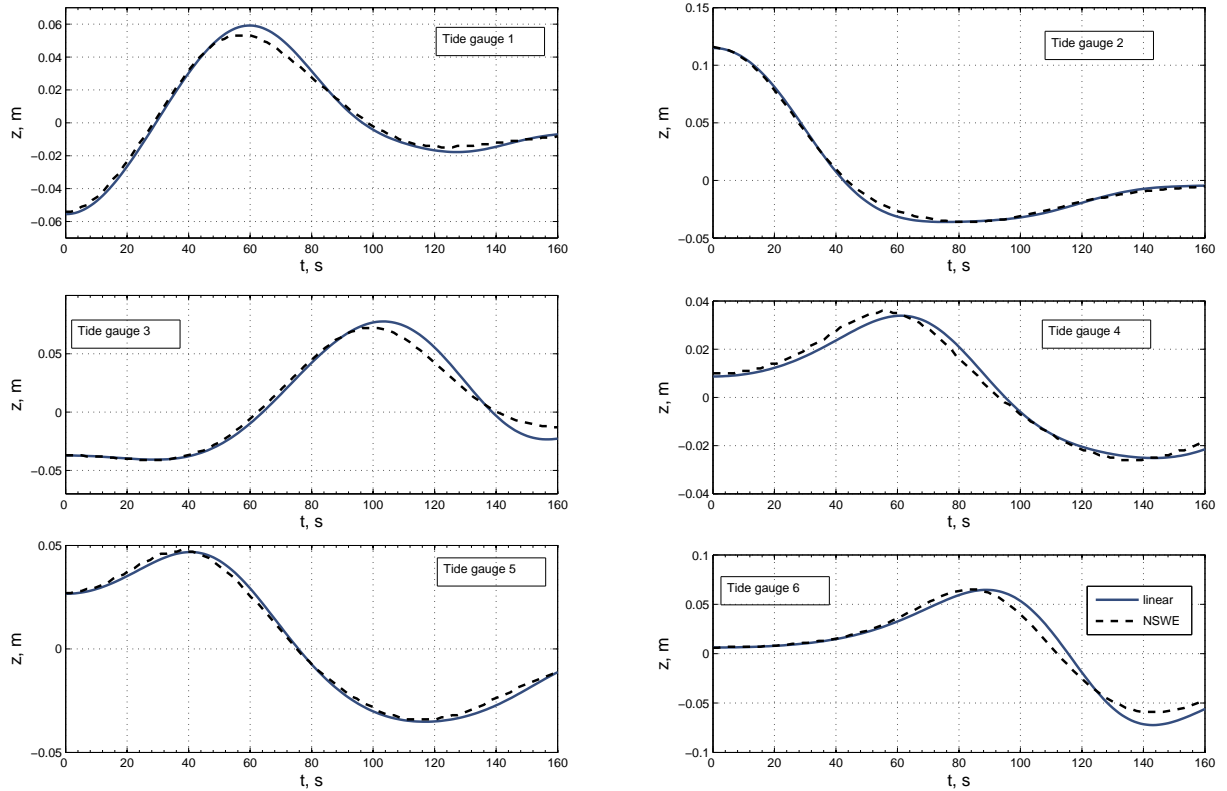 0.06
0.04
0.02
0
−0.02
−0.04
−0.06
z, m
0 20 40 60 80 100 120 140 160
t, s
Tide gauge 1
0.15
0.1
0.05
0
−0.05
z, m
0 20 40 60 80 100 120 140 160
t, s
Tide gauge 2
0.05
0
−0.05
z, m
0 20 40 60 80 100 120 140 160
t, s
Tide gauge 3
0.04
0.02
0
−0.02
−0.04
z, m
0 20 40 60 80 100 120 140 160
t, s
Tide gauge 4
0.05
0
−0.05
z, m
0 20 40 60 80 100 120 140 160
t, s
Tide gauge 5
0.1
0.05
0
−0.05
−0.1
z, m
0 20 40 60 80 100 120 140 160
t, s
Tide gauge 6
linear
NSWE